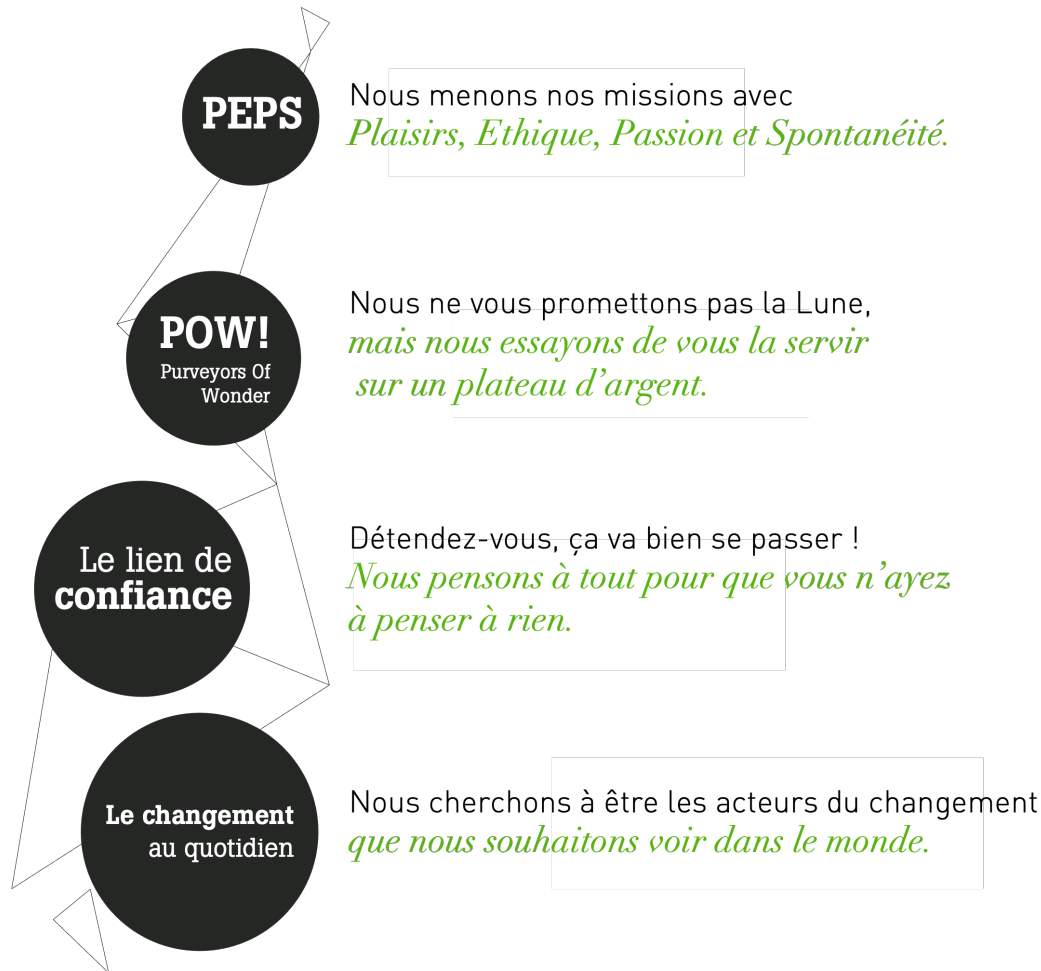 PEPS
Nous menons nos missions avec
Plaisirs, Ethique, Passion et Spontanéité.
POW!
Purveyors Of
Wonder
Nous ne vous promettons pas la Lune,
mais nous essayons de vous la servir
sur un plateau d’argent.
Le lien de
confiance
Détendez-vous, ça va bien se passer !
Nous pensons à tout pour que vous n’ayez
à penser à rien.
Le changement
au quotidien
Nous cherchons à être les acteurs du changement
que nous souhaitons voir dans le monde.